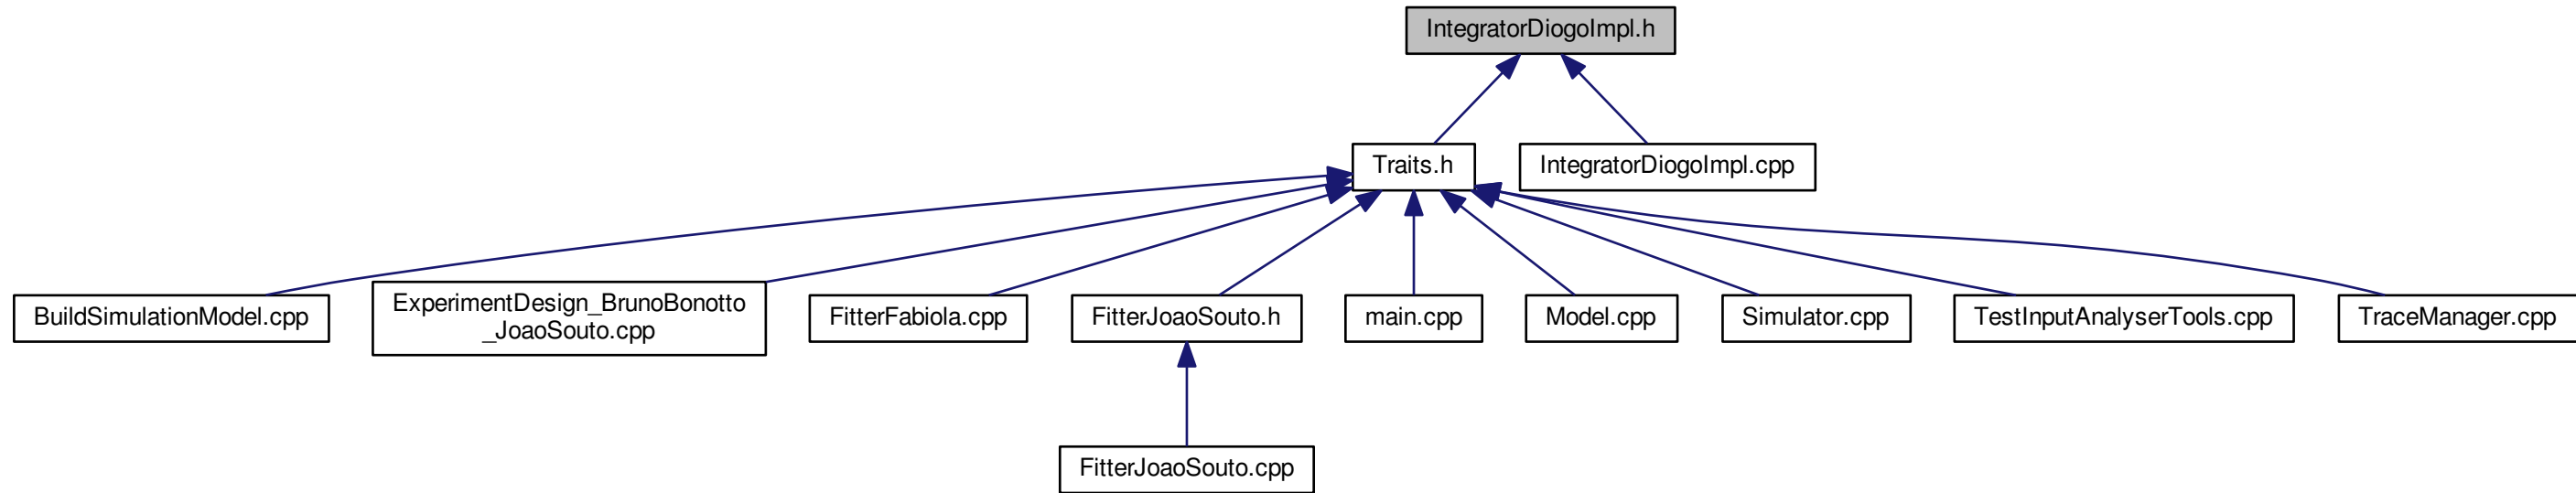 IntegratorDiogoImpl.h
Traits.h
IntegratorDiogoImpl.cpp
BuildSimulationModel.cpp
ExperimentDesign_BrunoBonotto
_JoaoSouto.cpp
FitterFabiola.cpp
FitterJoaoSouto.h
main.cpp
Model.cpp
Simulator.cpp
TestInputAnalyserTools.cpp
TraceManager.cpp
FitterJoaoSouto.cpp